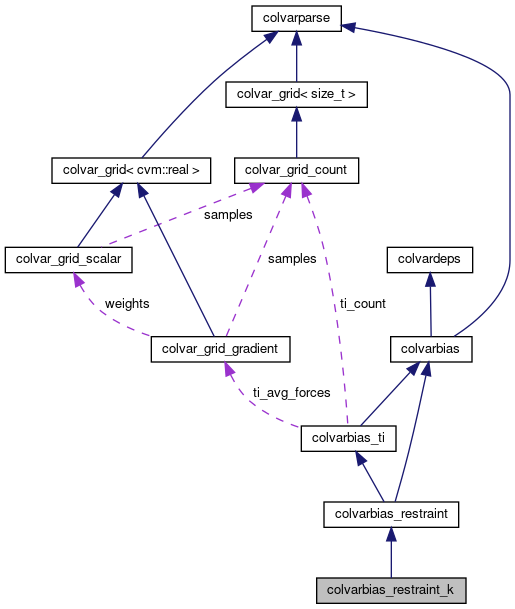 colvarparse
colvar_grid< size_t >
colvar_grid< cvm::real >
colvar_grid_count
samples
colvar_grid_scalar
samples
colvardeps
weights
ti_count
colvar_grid_gradient
colvarbias
ti_avg_forces
colvarbias_ti
colvarbias_restraint
colvarbias_restraint_k